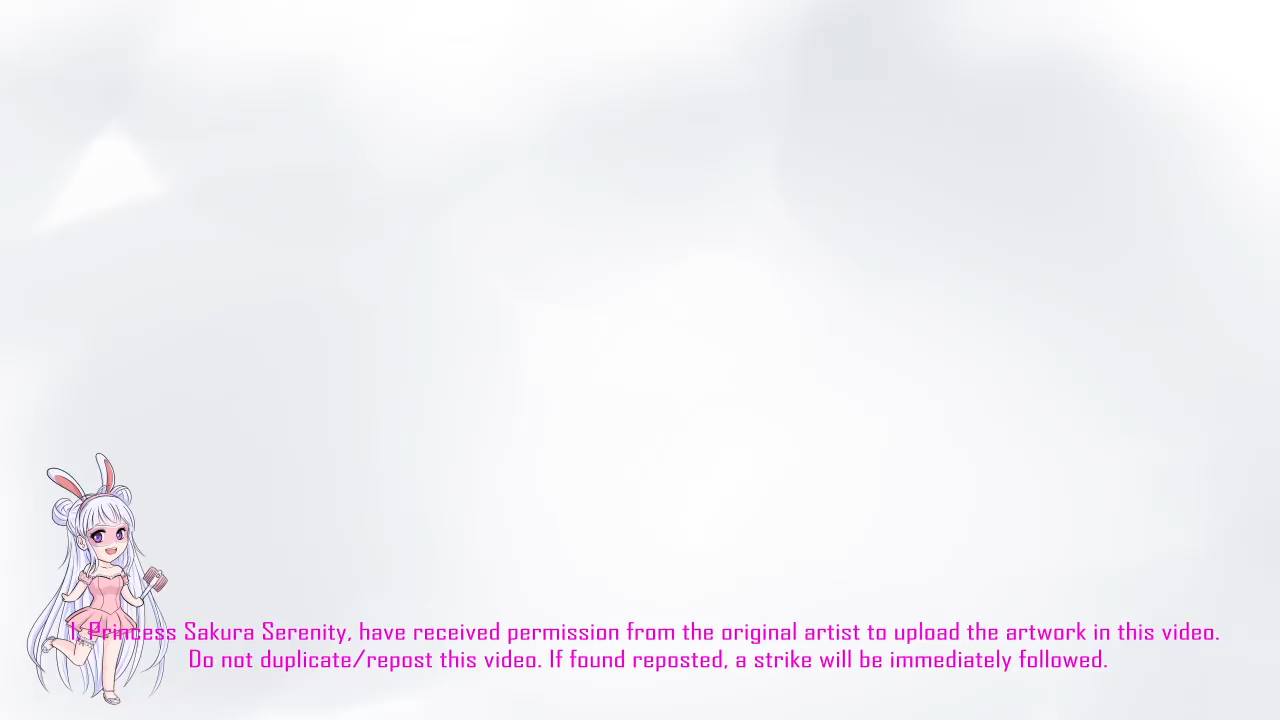 I, Princess Sakura Serenity, have received permission from the original artist to upload the artwork in this video.
Do not duplicate/repost this video. If found reposted, a strike will be immediately followed.